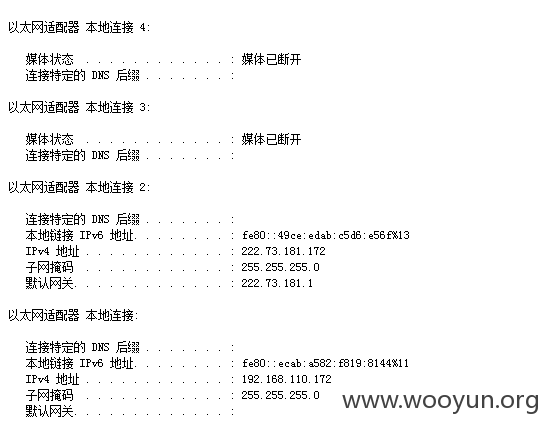 以太网适配器 本地连接 4:
媒体状态 . . . . . . . . . . . . : 媒体已断开
连接特定的 DNS 后缀 . . . . . . . :
以太网适配器 本地连接 3:
媒体状态 . . . . . . . . . . . . : 媒体已断开
连接特定的 DNS 后缀 . . . . . . . :
以太网适配器 本地连接 2:
连接特定的 DNS 后缀 . . . . . . . :
本地链接 IPv6 地址. . . . . . . . : fe80::49ce:edab:c5d6:e56f%13
IPv4 地址 . . . . . . . . . . . . : 222.73.181.172
子网掩码 . . . . . . . . . . . . : 255.255.255.0
默认网关. . . . . . . . . . . . . : 222.73.181.1
以太网适配器 本地连接:
连接特定的 DNS 后缀 . . . . . . . :
本地链接 IPv6 地址. . . . . . . . : fe80::ecab:a582:f819:8144%11
IPv4 地址 . . . . . . . . . . . . : 192.168.110.172
子网掩码 . . . . . . . . . . . . : 255.255.255.0
默认网关. . . . . . . . . . . . . :
www.wooyun.org